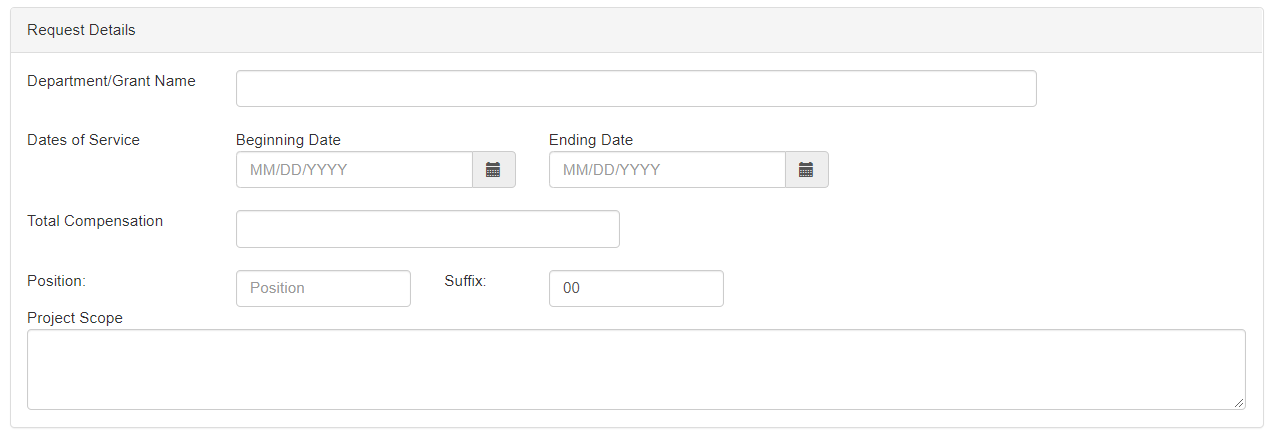 Request Details
Department/Grant Name
Dates of Service Beginning Date Ending Date
MM/DD/YYYY MM/DD/YYYY
Total Compensation
Position: Position Suffix: 00
Project Scope